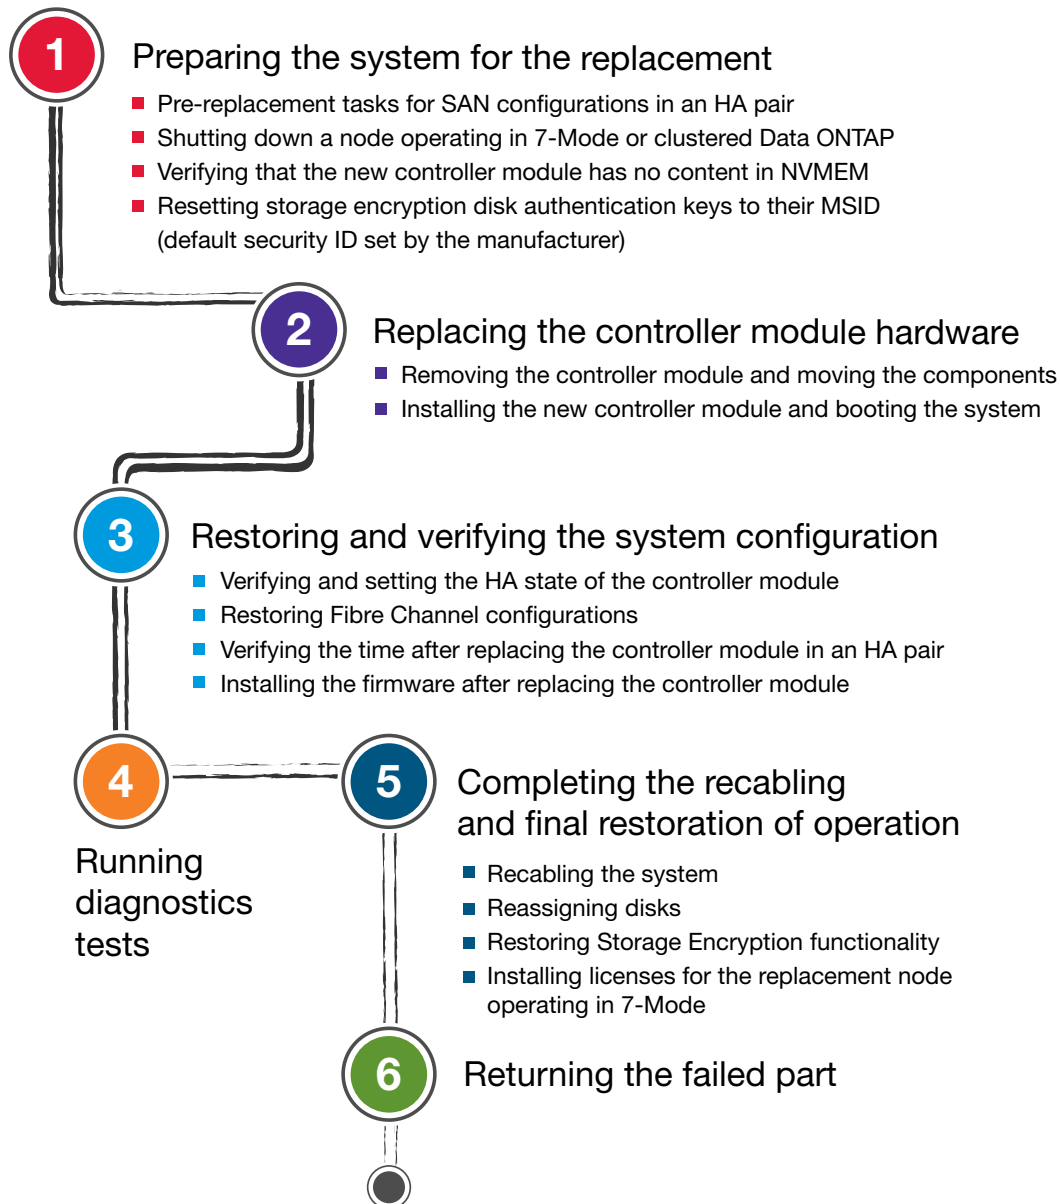 1
Preparing the system for the replacement
Pre-replacement tasks for SAN configurations in an HA pair
Shutting down a node operating in 7-Mode or clustered Data ONTAP
Verifying that the new controller module has no content in NVMEM
Resetting storage encryption disk authentication keys to their MSID
(default security ID set by the manufacturer)
2
Replacing the controller module hardware
Removing the controller module and moving the components
Installing the new controller module and booting the system
3
Restoring and verifying the system configuration
Verifying and setting the HA state of the controller module
Restoring Fibre Channel configurations
Verifying the time after replacing the controller module in an HA pair
Installing the firmware after replacing the controller module
4
Running
diagnostics
tests
5
Completing the recabling
and final restoration of operation
Recabling the system
Reassigning disks
Restoring Storage Encryption functionality
Installing licenses for the replacement node
operating in 7-Mode
6
Returning the failed part